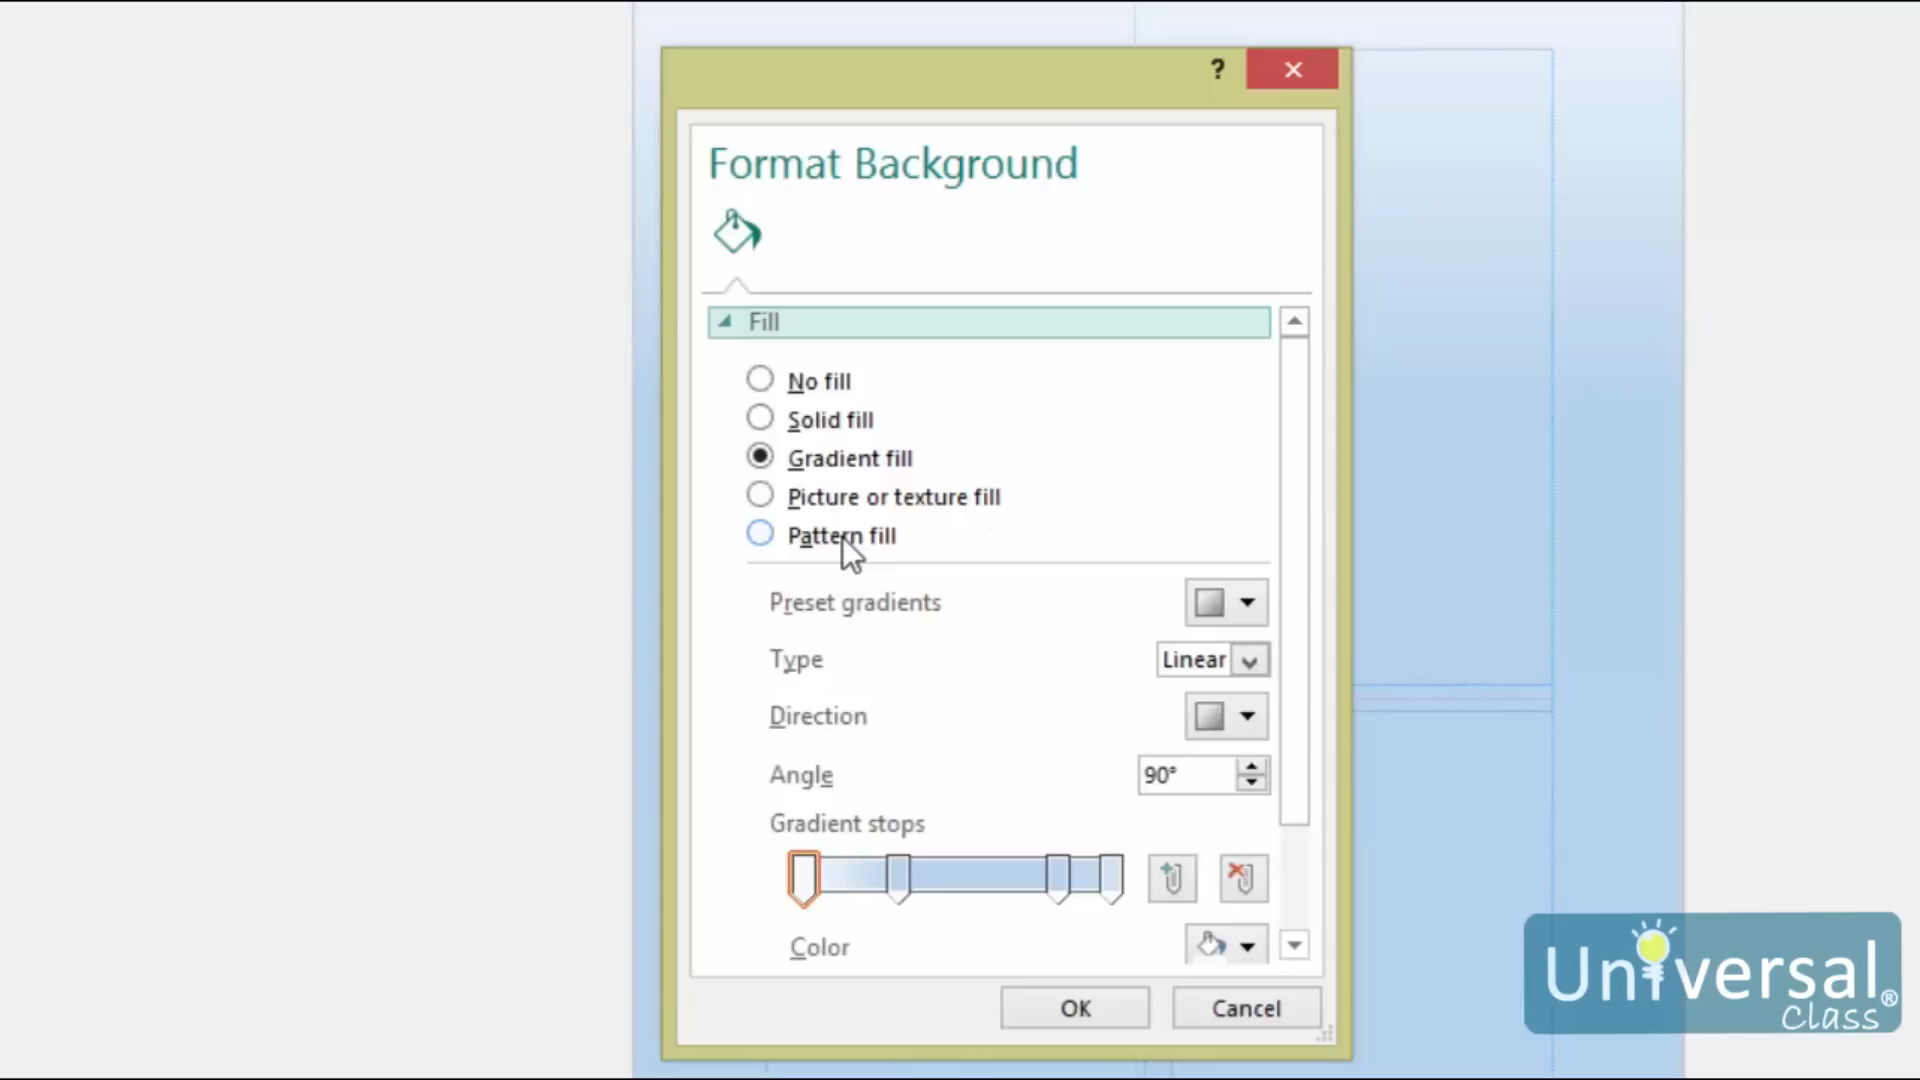 ?
Format Background
Fill
No fill
Solid fill
Gradient fill
Picture or texture fill
Pattern fill
Preset gradients
Type Linear
Direction
Angle 90°
Gradient stops
Color
OK Cancel
Universal®
Class